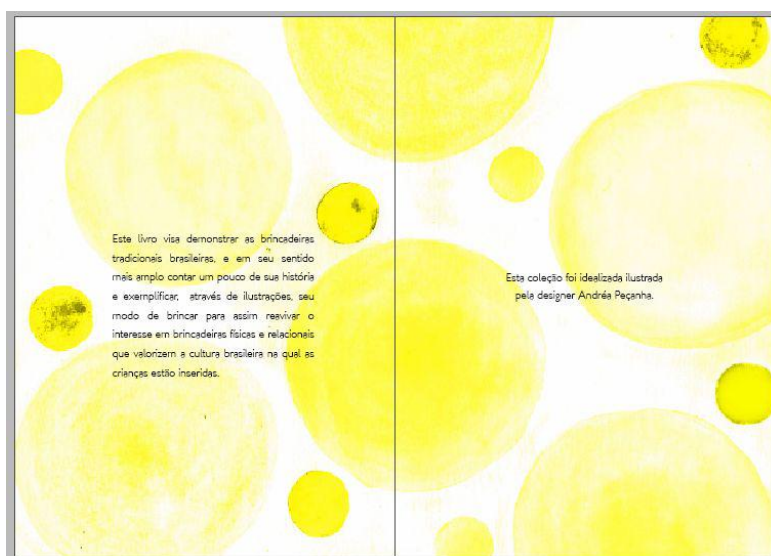 Este livro visa demonstrar as brincadeiras
tradicionais brasileiras, e em seu sentido
mais amplo contar um pouco de sua história
e exemplificar, através de ilustrações, seu
modo de brincar para assim reavivar o
interesse em brincadeiras físicas e relacionais
que valorizem a cultura brasileira na qual as
crianças estão inseridas.
Esta coleção foi idealizada ilustrada
pela designer Andréa Peçanha.